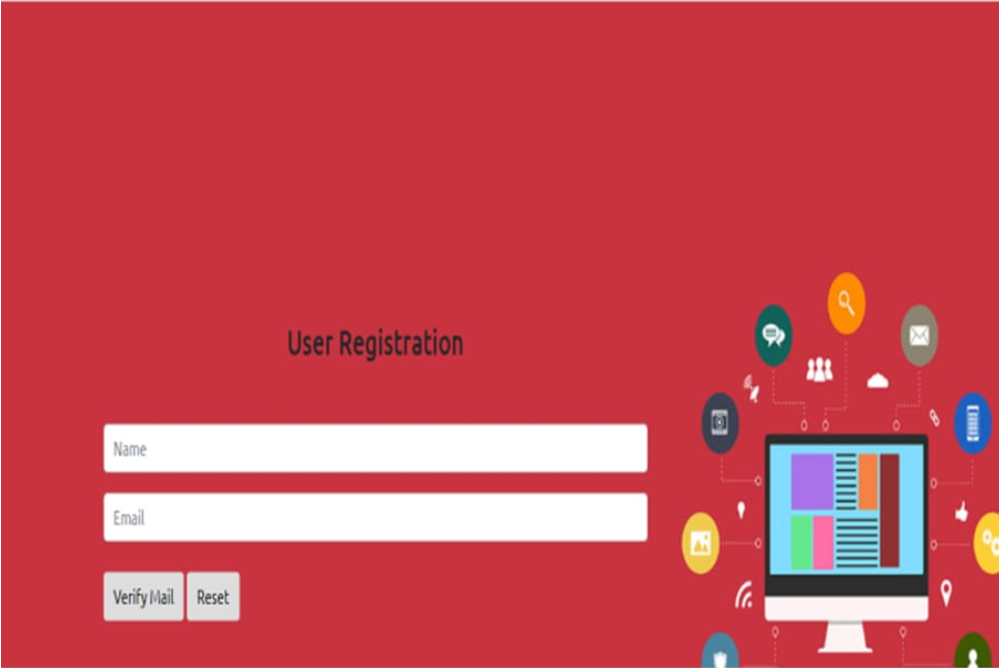 User Registration
Name
Email
Verify Mail Reset